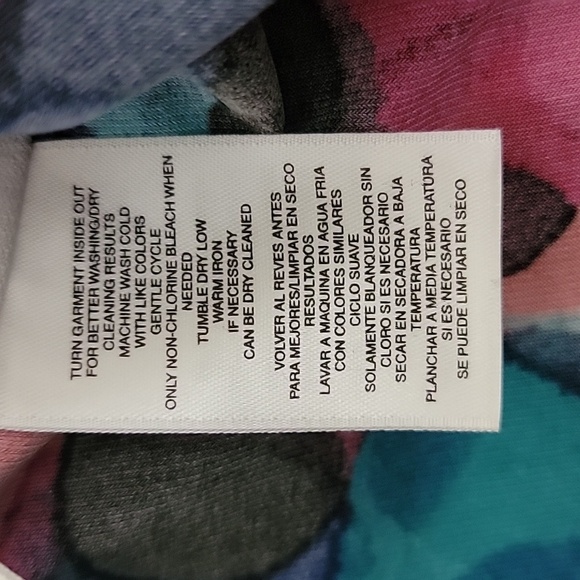 TURN GARMENT INSIDE OUT
FOR BETTER WASHING/DRY
CLEANING RESULTS
MACHINE WASH COLD
WITH LIKE COLORS
GENTLE CYCLE
ONLY NON-CHLORINE BLEACH WHEN
NEEDED
TUMBLE DRY LOW
WARM IRON
IF NECESSARY
CAN BE DRY CLEANED
VOLVER AL REVES ANTES
PARA MEJORES/LIMPIAR EN SECO
RESULTADOS
LAVAR A MAQUINA EN AGUA FRIA
CON COLORES SIMILARES
CICLO SUAVE
SOLAMENTE BLANQUEADOR SIN
CLORO SI ES NECESARIO
SECAR EN SECADORA A BAJA
TEMPERATURA
PLANCHAR A MEDIA TEMPERATURA
SI ES NECESARIO
SE PUEDE LIMPIAR EN SECO